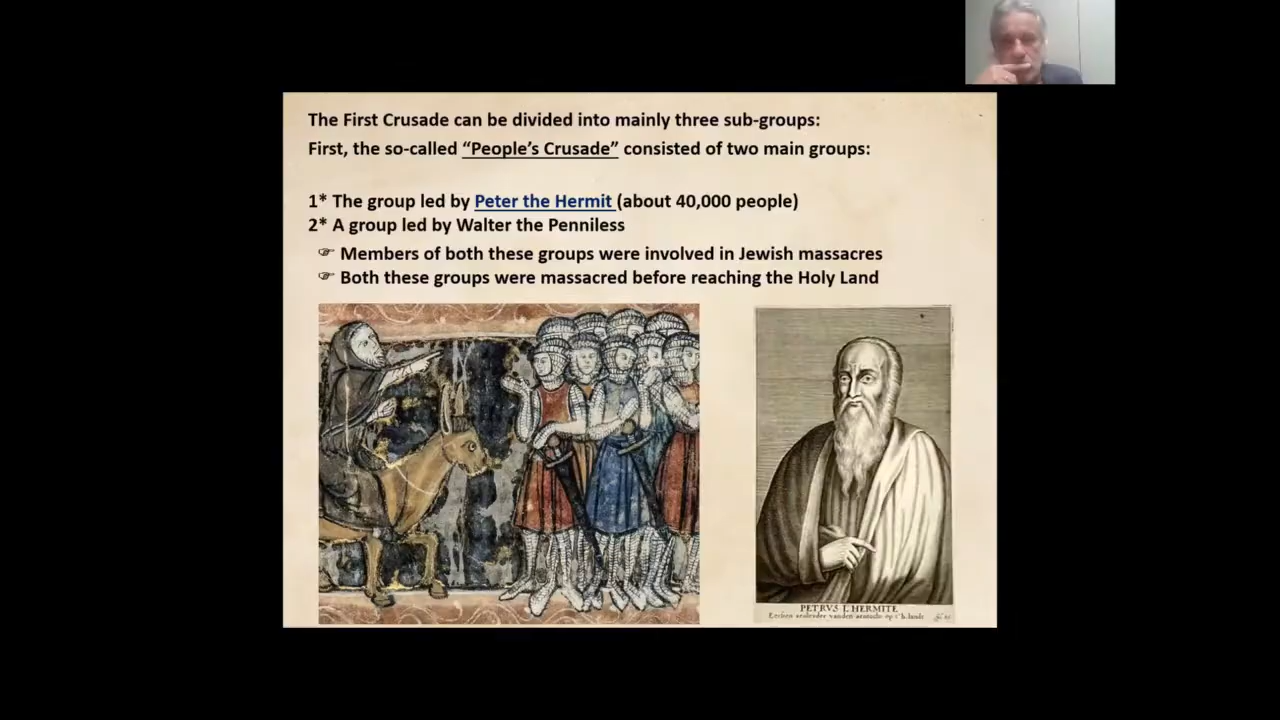 The First Crusade can be divided into mainly three sub-groups:
First, the so-called “People’s Crusade” consisted of two main groups:
1* The group led by Peter the Hermit (about 40,000 people)
2* A group led by Walter the Penniless
☞ Members of both these groups were involved in Jewish massacres
☞ Both these groups were massacred before reaching the Holy Land
PETRVS L HERMITE